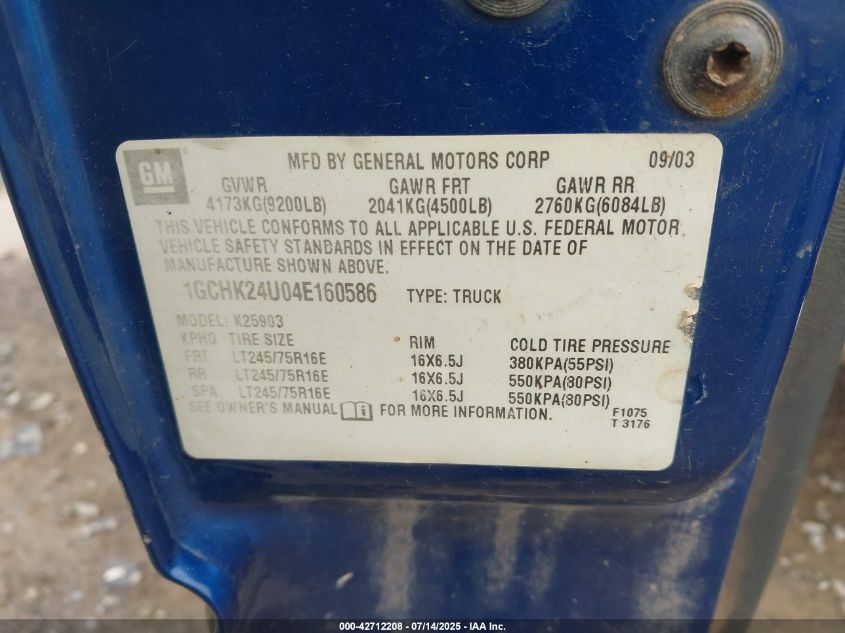 GM MFD BY GENERAL MOTORS CORP 09/03
GVWR GAWR FRT GAWR RR
4173KG(9200LB) 2041KG(4500LB) 2760KG(6084LB)
THIS VEHICLE CONFORMS TO ALL APPLICABLE U.S. FEDERAL MOTOR
VEHICLE SAFETY STANDARDS IN EFFECT ON THE DATE OF
MANUFACTURE SHOWN ABOVE.
1GCHK24U04E160586 TYPE: TRUCK
MODEL: K25903
KPHQ TIRE SIZE RIM COLD TIRE PRESSURE
FRT LT245/75R16E 16X6.5J 380KPA(55PSI)
RR LT245/75R16E 16X6.5J 550KPA(80PSI)
SPA LT245/75R16E 16X6.5J 550KPA(80PSI)
SEE OWNER'S MANUAL FOR MORE INFORMATION. F1075
T 3176
000-42712208 - 07/14/2025 - IAA Inc.